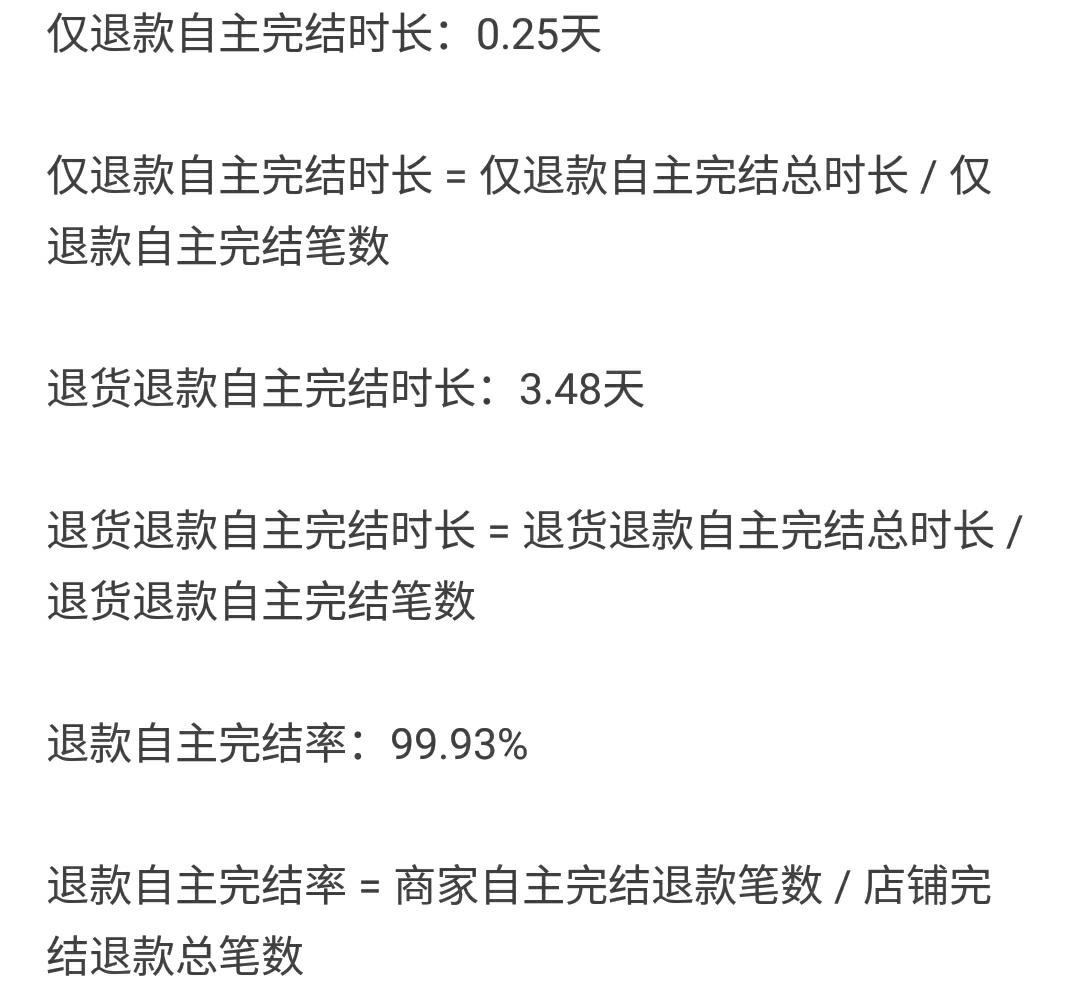 仅退款自主完结时长：0.25天
仅退款自主完结时长 = 仅退款自主完结总时长 / 仅
退款自主完结笔数
退货退款自主完结时长：3.48天
退货退款自主完结时长 = 退货退款自主完结总时长 /
退货退款自主完结笔数
退款自主完结率：99.93%
退款自主完结率 = 商家自主完结退款笔数 / 店铺完
结退款总笔数